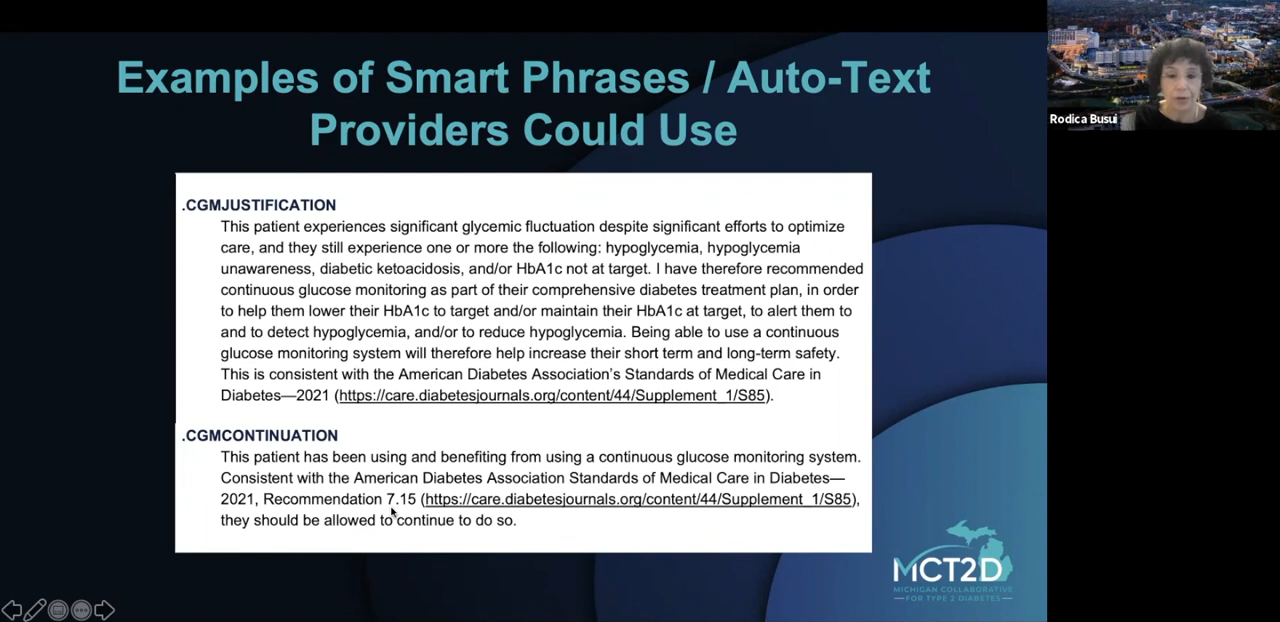 Examples of Smart Phrases / Auto-Text
Providers Could Use
Rodica Busui
.CGMJUSTIFICATION
This patient experiences significant glycemic fluctuation despite significant efforts to optimize
care, and they still experience one or more the following: hypoglycemia, hypoglycemia
unawareness, diabetic ketoacidosis, and/or HbA1c not at target. I have therefore recommended
continuous glucose monitoring as part of their comprehensive diabetes treatment plan, in order
to help them lower their HbA1c to target and/or maintain their HbA1c at target, to alert them to
and to detect hypoglycemia, and/or to reduce hypoglycemia. Being able to use a continuous
glucose monitoring system will therefore help increase their short term and long-term safety.
This is consistent with the American Diabetes Association's Standards of Medical Care in
Diabetes—2021 (https://care.diabetesjournals.org/content/44/Supplement_1/S85).
.CGMCONTINUATION
This patient has been using and benefiting from using a continuous glucose monitoring system.
Consistent with the American Diabetes Association Standards of Medical Care in Diabetes—
2021, Recommendation 7.15 (https://care.diabetesjournals.org/content/44/Supplement_1/S85),
they should be allowed to continue to do so.
MCT2D
MICHIGAN COLLABORATIVE
FOR TYPE 2 DIABETES